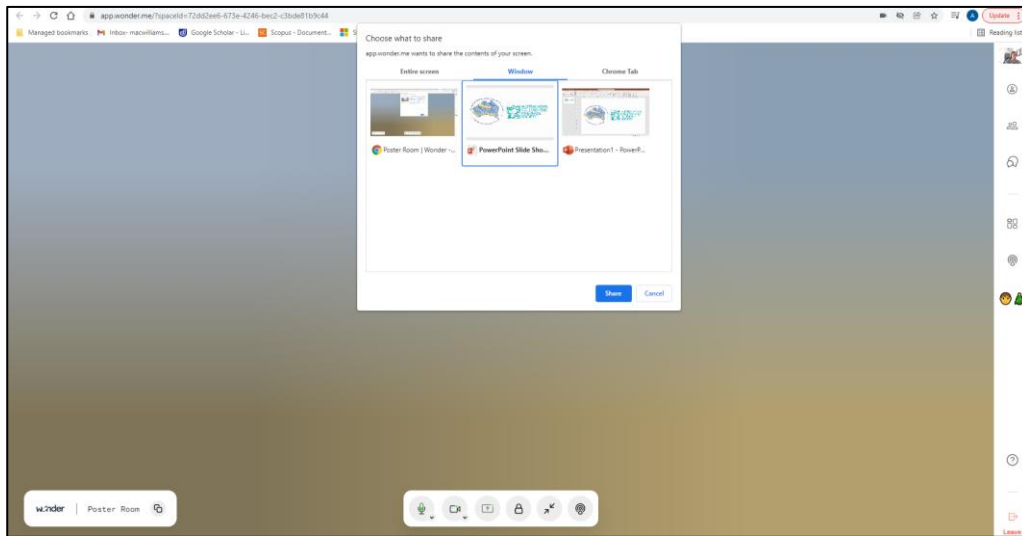 app.wonder.me/?spaceId=72dd2ee6-673e-4246-bec2-c3bde81b9c44
Update
Managed bookmarks
Inbox- macwilliams...
Google Scholar - Li...
Scopus - Document...
S
Reading list
Choose what to share
app.wonder.me wants to share the contents of your screen.
Entire screen
Window
Chrome Tab
Poster Room | Wonder -...
PowerPoint Slide Sho...
Presentation1 - PowerP...
Share
Cancel
wonder
Poster Room
Leave